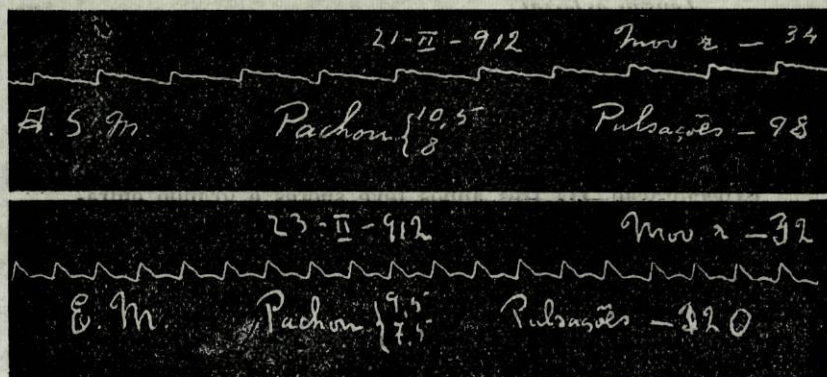 21-II-912 Mov r - 34
A. S. M. Pachon { 10,5 Pulsações - 98
8
23-II-912 Mov r - 32
E. M. Pachon { 9,5 Pulsações - 120
7,5